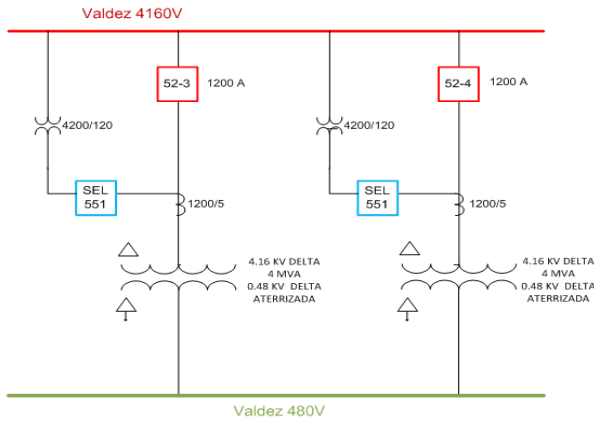 Valdez 4160V
52-3
1200 A
52-4
1200 A
4200/120
4200/120
SEL
551
1200/5
SEL
551
1200/5
4.16 KV DELTA
4 MVA
0.48 KV DELTA
ATERRIZADA
4.16 KV DELTA
4 MVA
0.48 KV DELTA
ATERRIZADA
Valdez 480V